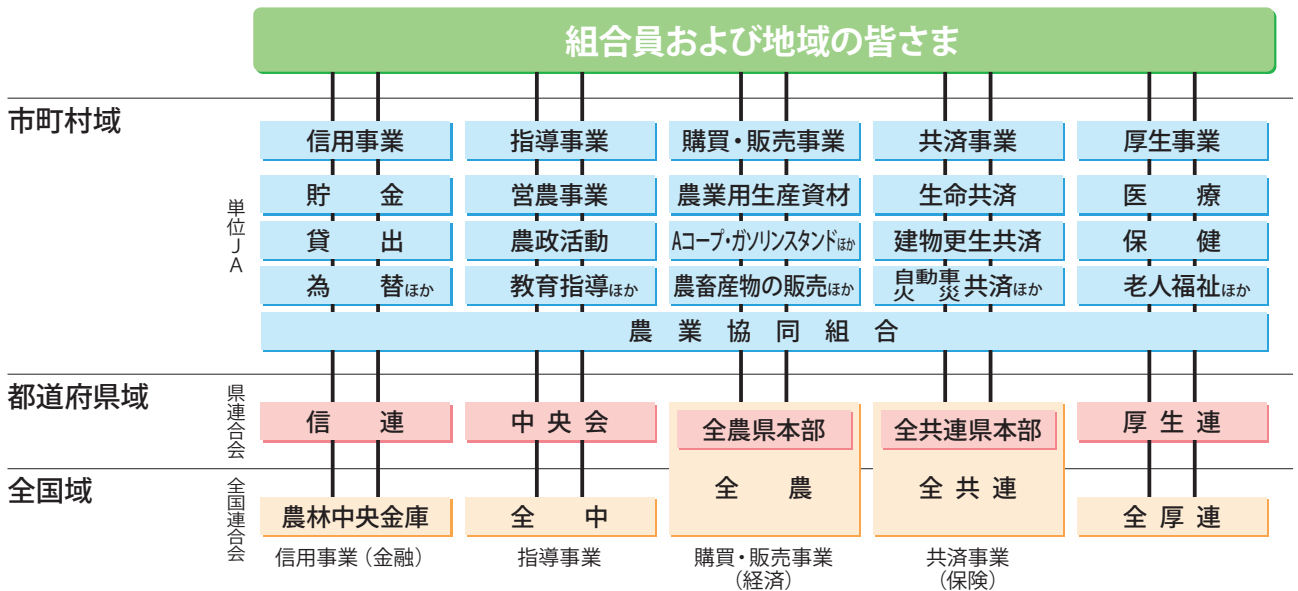 組合員および地域の皆さま
市町村域
信用事業 指導事業 購買・販売事業 共済事業 厚生事業
単位JA
貯金 営農事業 農業用生産資材 生命共済 医療
貸出 農政活動 Aコープ・ガソリンスタンドほか 建物更生共済 保健
為替ほか 教育指導ほか 農畜産物の販売ほか 自動車火災共済ほか 老人福祉ほか
農業協同組合
都道府県域
県連合会
信連 中央会 全農県本部 全共連県本部 厚生連
全国域
全国連合会
全農 全共連
農林中央金庫 全中 全厚連
信用事業(金融) 指導事業 購買・販売事業 共済事業
(経済) (保険)